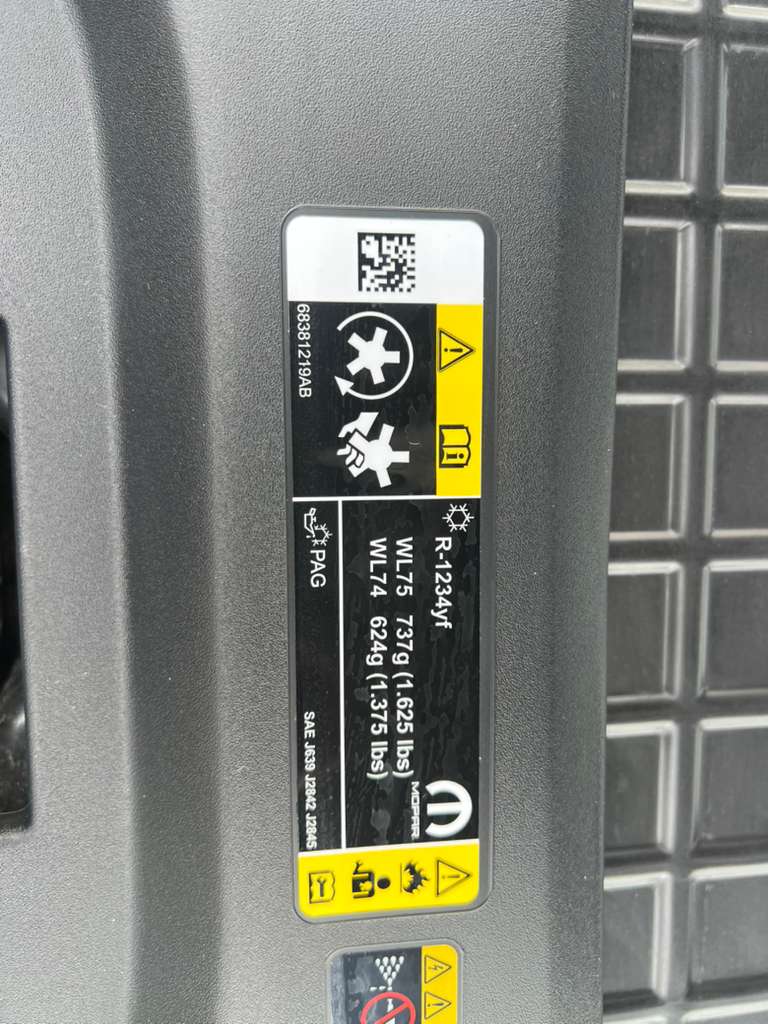 68381219AB
R-1234yf
WL75 737g (1.625 lbs)
WL74 624g (1.375 lbs)
MOPAR
PAG
SAE J639 J2842 J2845